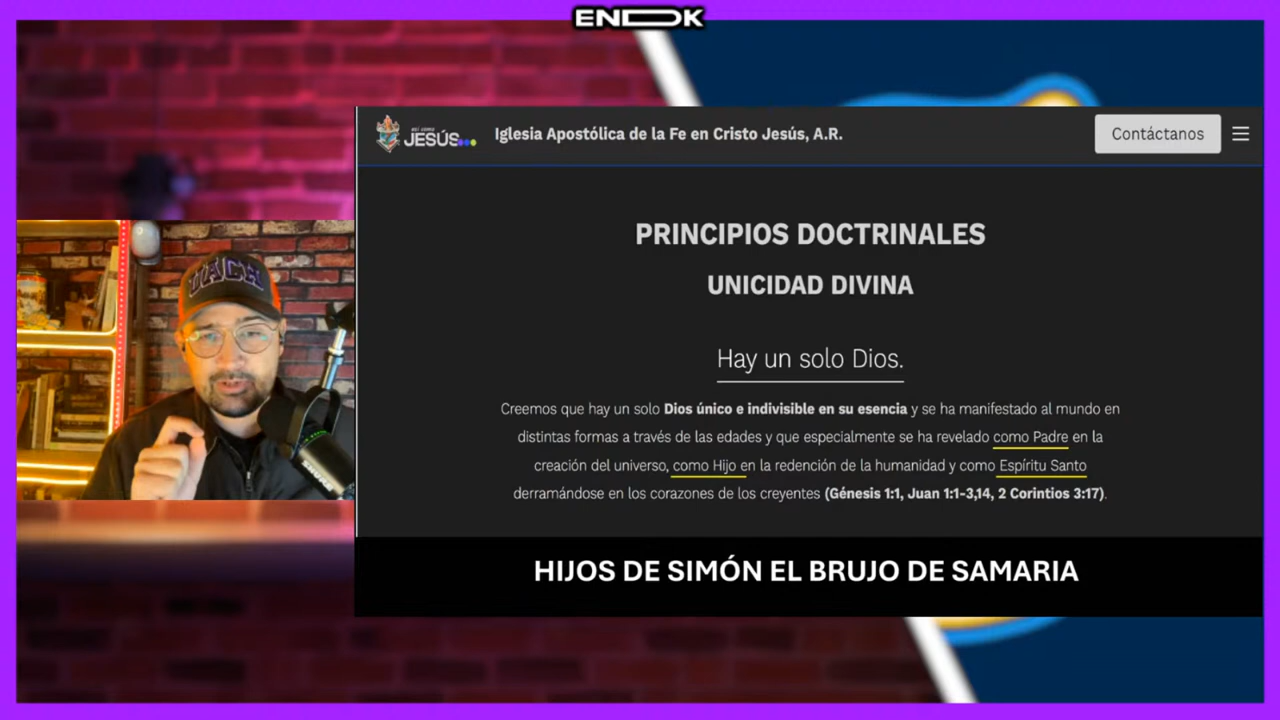 ENDOK
JESÚS
Iglesia Apostólica de la Fe en Cristo Jesús, A.R.
Contáctanos
PRINCIPIOS DOCTRINALES
UNICIDAD DIVINA
Hay un solo Dios.
Creemos que hay un solo Dios único e indivisible en su esencia y se ha manifestado al mundo en
distintas formas a través de las edades y que especialmente se ha revelado como Padre en la
creación del universo, como Hijo en la redención de la humanidad y como Espíritu Santo
derramándose en los corazones de los creyentes (Génesis 1:1, Juan 1:1-3,14, 2 Corintios 3:17).
UACH
HIJOS DE SIMÓN EL BRUJO DE SAMARIA